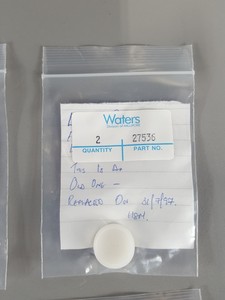 Waters
2 27536
QUANTITY PART NO.
This is An
Old One –
Replaced On 31/7/97.